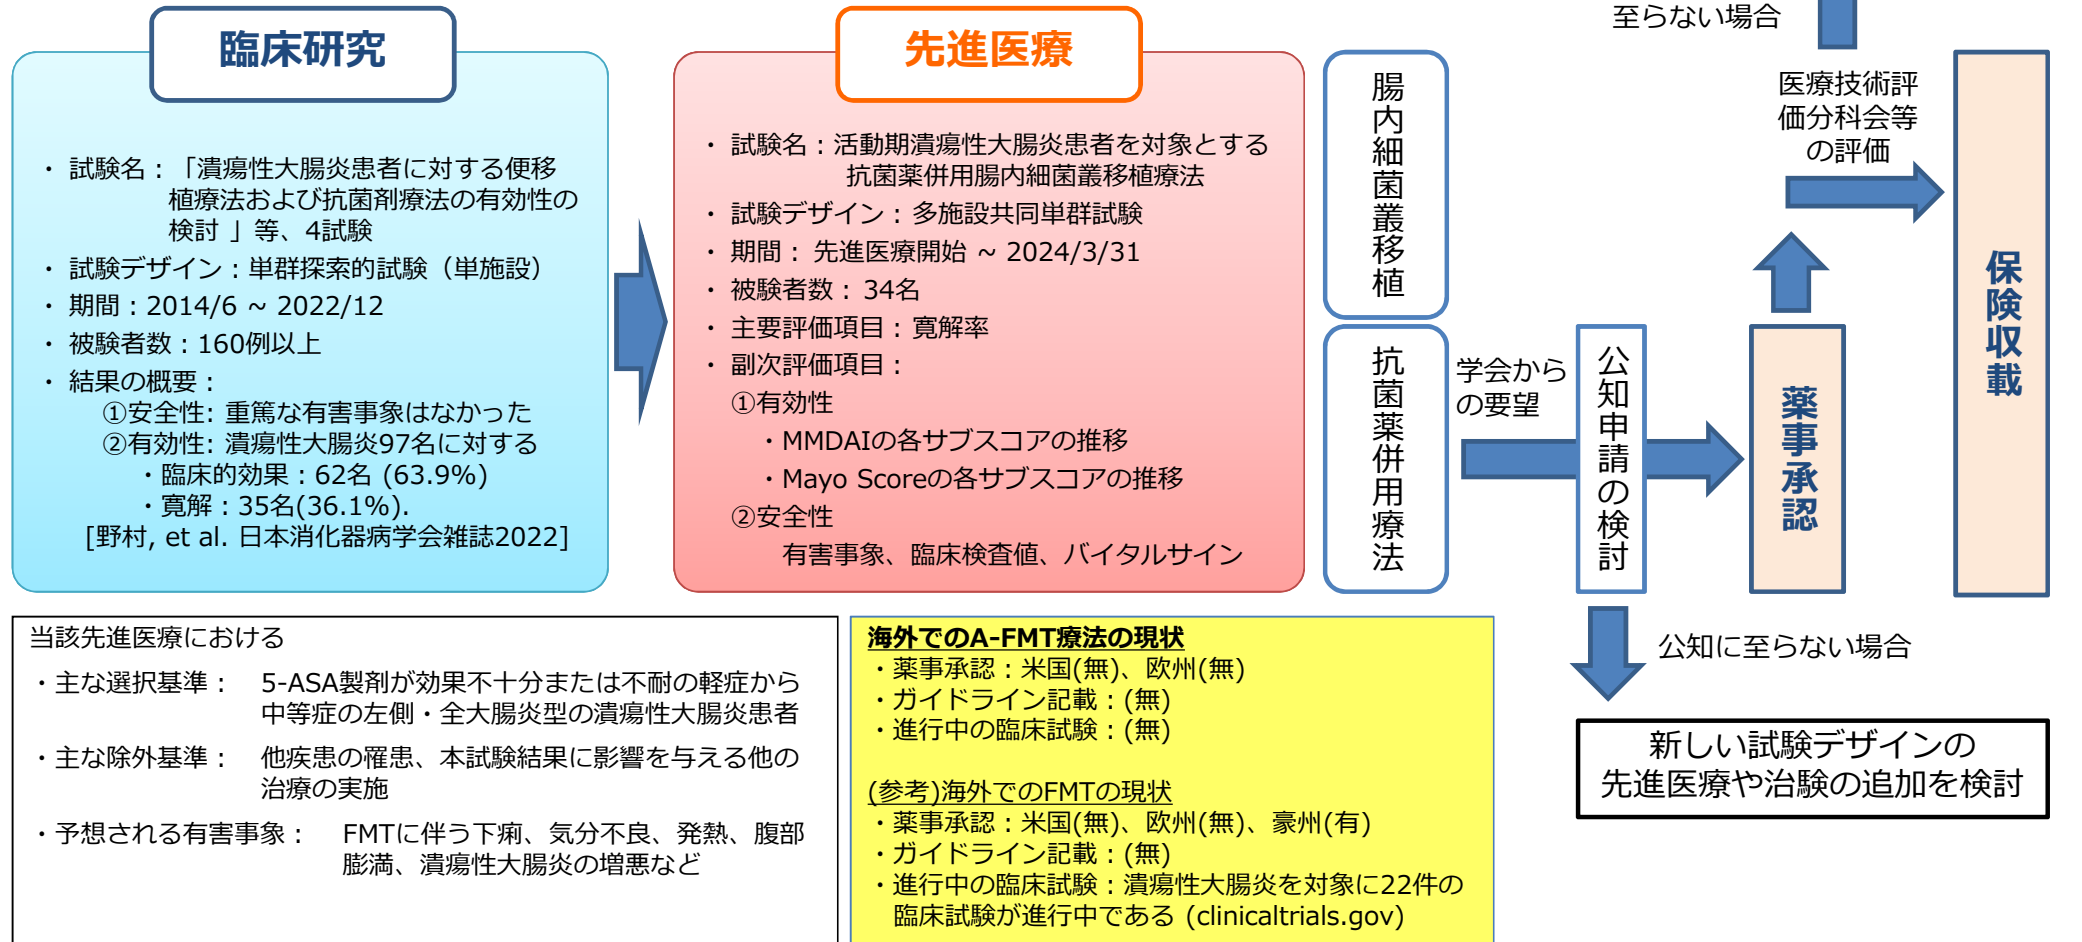 臨床研究
・ 試験名：「潰瘍性大腸炎患者に対する便移
植療法および抗菌剤療法の有効性の
検討 」等、4試験
・ 試験デザイン：単群探索的試験（単施設）
・ 期間：2014/6 ~ 2022/12
・ 被験者数：160例以上
・ 結果の概要：
①安全性: 重篤な有害事象はなかった
②有効性: 潰瘍性大腸炎97名に対する
・臨床的効果：62名 (63.9%)
・寛解：35名(36.1%).
[野村, et al. 日本消化器病学会雑誌2022]
先進医療
・ 試験名：活動期潰瘍性大腸炎患者を対象とする
抗菌薬併用腸内細菌叢移植療法
・ 試験デザイン：多施設共同単群試験
・ 期間： 先進医療開始 ~ 2024/3/31
・ 被験者数：34名
・ 主要評価項目：寛解率
・ 副次評価項目：
①有効性
・MMDAIの各サブスコアの推移
・Mayo Scoreの各サブスコアの推移
②安全性
有害事象、臨床検査値、バイタルサイン
腸内細菌叢移植
抗菌薬併用療法
学会から
の要望
公知申請の検討
薬事承認
至らない場合
医療技術評
価分科会等
の評価
保険収載
公知に至らない場合
新しい試験デザインの
先進医療や治験の追加を検討
当該先進医療における
・主な選択基準： 5-ASA製剤が効果不十分または不耐の軽症から
中等症の左側・全大腸炎型の潰瘍性大腸炎患者
・主な除外基準： 他疾患の罹患、本試験結果に影響を与える他の
治療の実施
・予想される有害事象： FMTに伴う下痢、気分不良、発熱、腹部
膨満、潰瘍性大腸炎の増悪など
海外でのA-FMT療法の現状
・薬事承認：米国(無)、欧州(無)
・ガイドライン記載：(無)
・進行中の臨床試験：(無)
(参考)海外でのFMTの現状
・薬事承認：米国(無)、欧州(無)、豪州(有)
・ガイドライン記載：(無)
・進行中の臨床試験：潰瘍性大腸炎を対象に22件の
臨床試験が進行中である (clinicaltrials.gov)